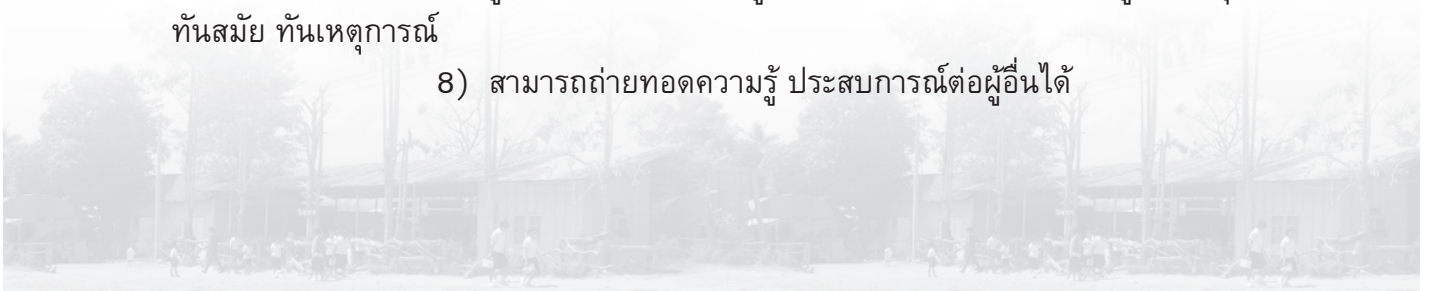 ทันสมัย ทันเหตุการณ์
8) สามารถถ่ายทอดความรู้ ประสบการณ์ต่อผู้อื่นได้